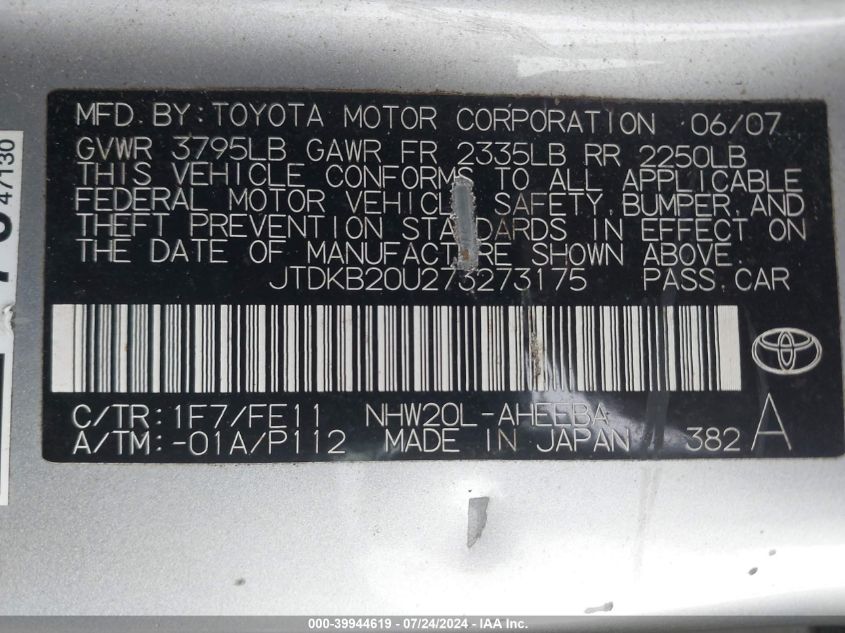 MFD. BY: TOYOTA MOTOR CORPORATION 06/07
GVWR 3795LB GAWR FR 2335LB RR 2250LB
THIS VEHICLE CONFORMS TO ALL APPLICABLE
FEDERAL MOTOR VEHICLE SAFETY, BUMPER, AND
THEFT PREVENTION STANDARDS IN EFFECT ON
THE DATE OF MANUFACTURE SHOWN ABOVE.
JTDKB20U273273175 PASS. CAR
C/TR: 1F7/FE11 NHW20L-AHEEBA
A/TM: -01A/P112 MADE IN JAPAN 382 A
47130
000-39944619 - 07/24/2024 - IAA Inc.